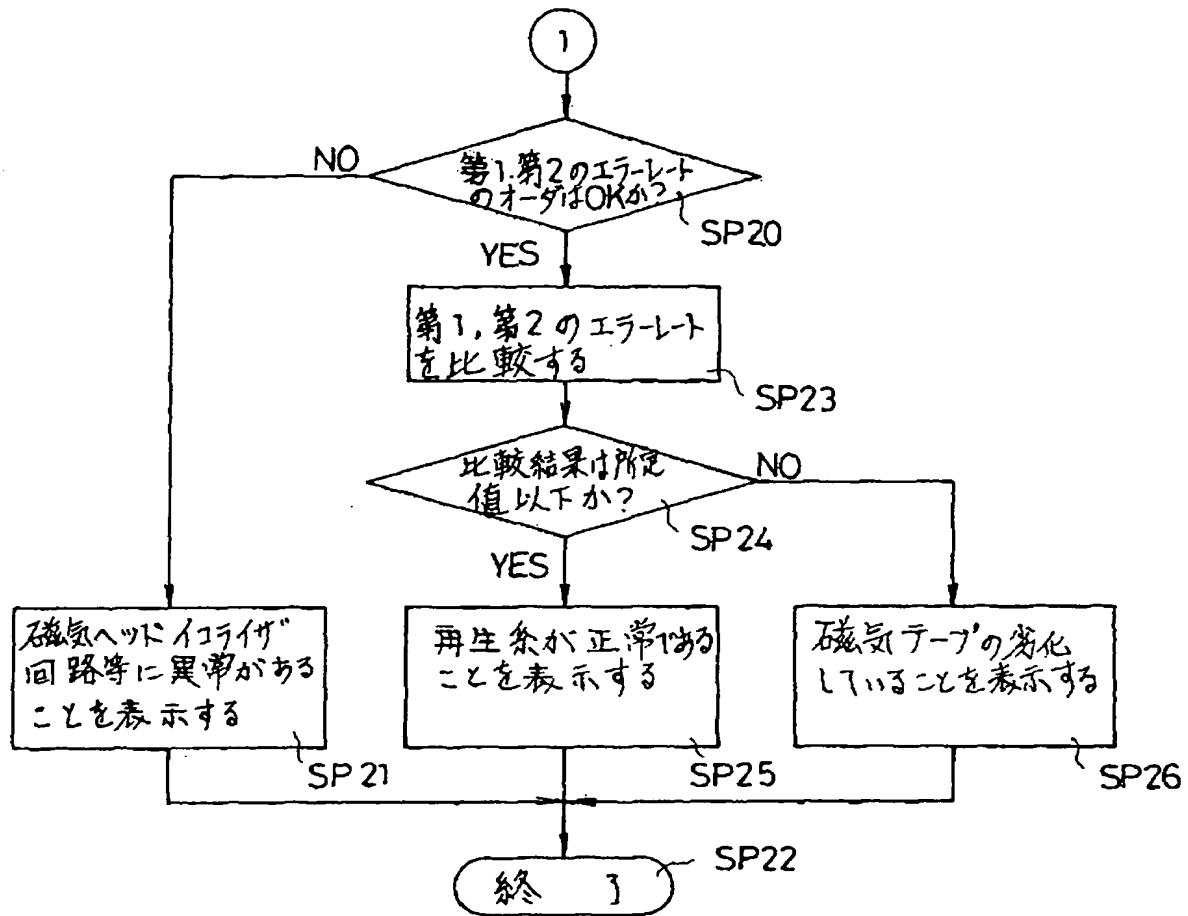 1
NO
第1.第2のエラーレート
のオーダはOKか?
SP20
YES
第1,第2のエラーレート
を比較する
SP23
比較結果は所定
値以下か?
NO
SP24
YES
磁気ヘッドイコライザ
回路等に異常がある
ことを表示する
SP21
再生系が正常である
ことを表示する
SP25
磁気テープの劣化
していることを表示する
SP26
SP22
終 了